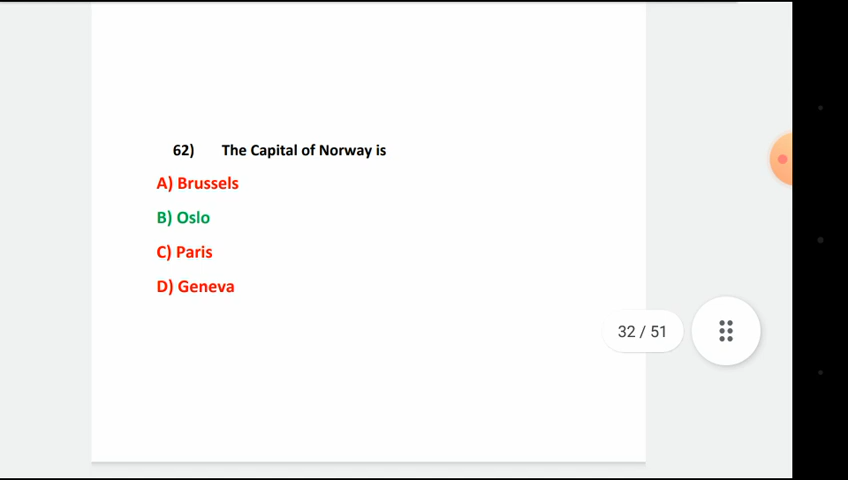 62) The Capital of Norway is
A) Brussels
B) Oslo
C) Paris
D) Geneva
32 / 51